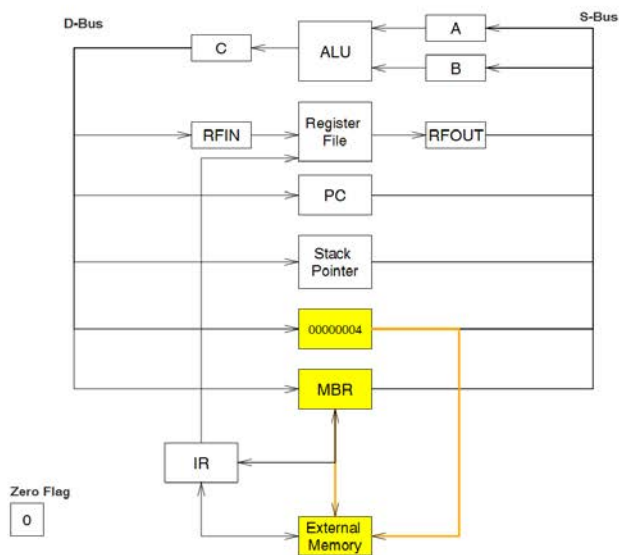 D-Bus
S-Bus
C
ALU
A
B
RFIN
Register
File
RFOUT
PC
Stack
Pointer
00000004
MBR
IR
Zero Flag
0
External
Memory